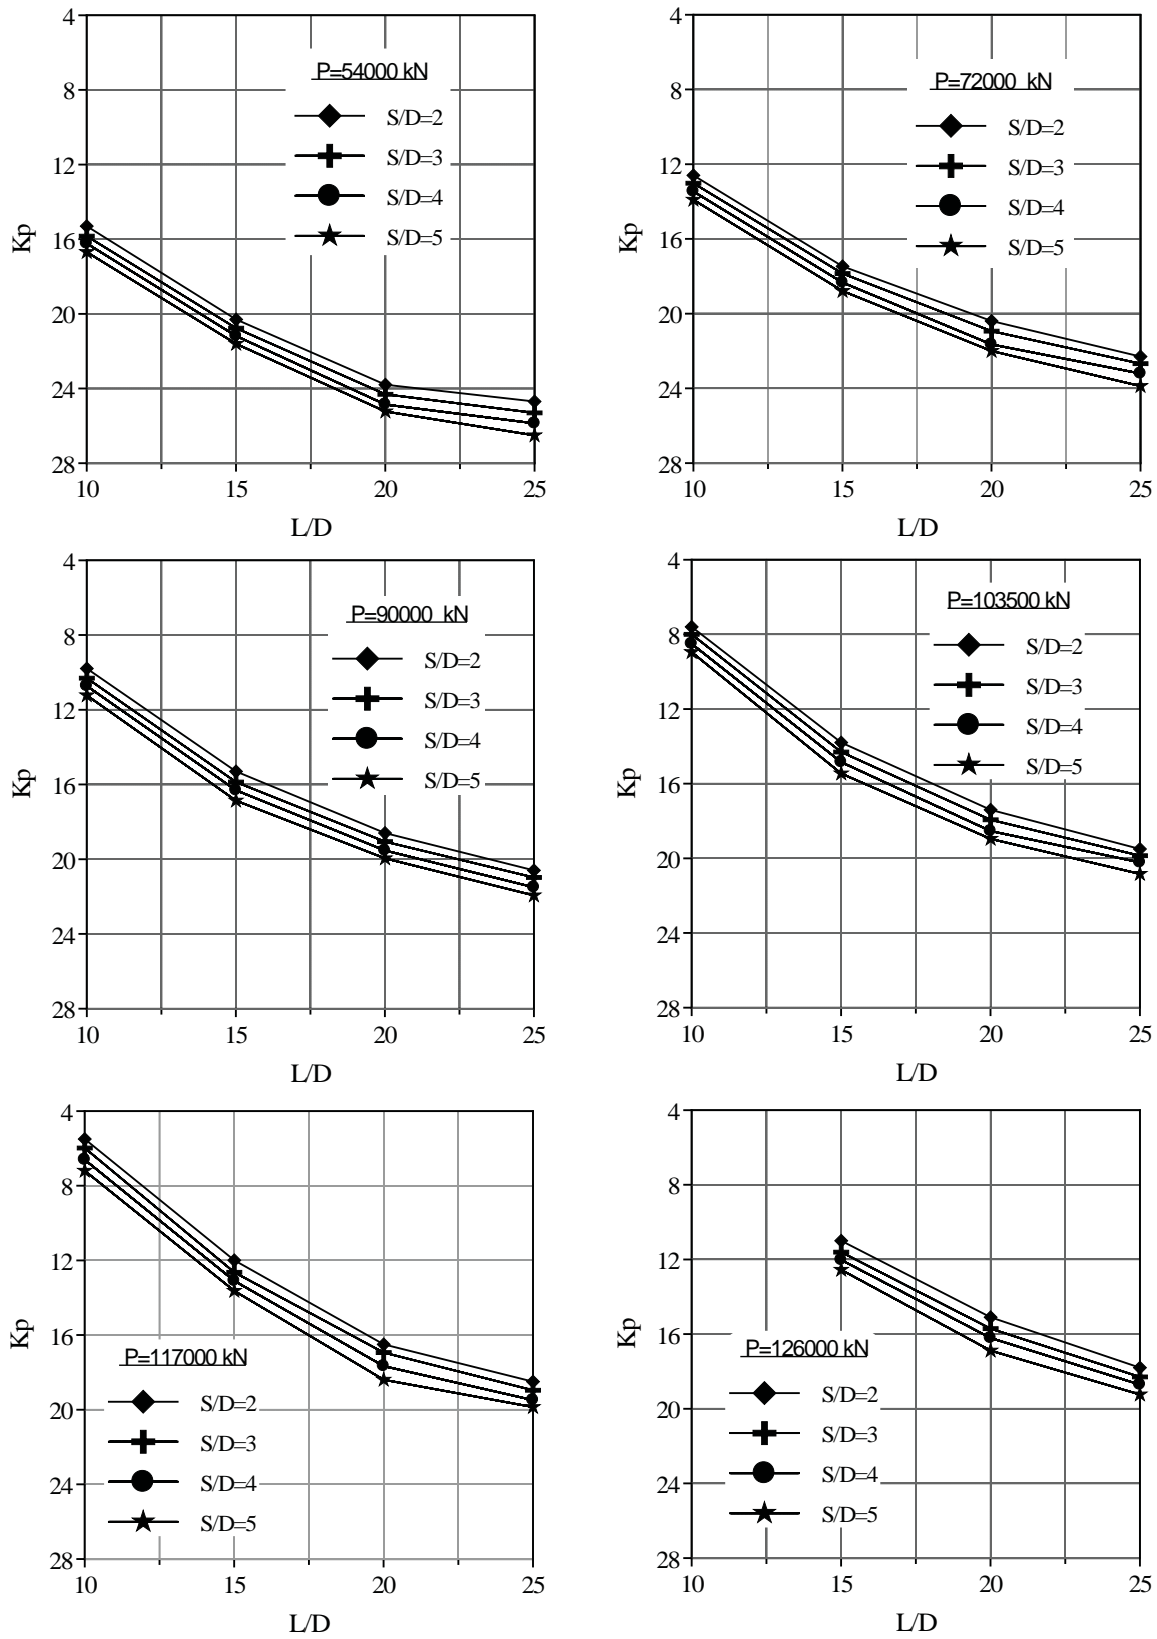 4
8
12
16
20
24
28
Kp
P=54000 kN
S/D=2
S/D=3
S/D=4
S/D=5
10 15 20 25
L/D
4
8
12
16
20
24
28
Kp
P=72000 kN
S/D=2
S/D=3
S/D=4
S/D=5
10 15 20 25
L/D
4
8
12
16
20
24
28
Kp
P=90000 kN
S/D=2
S/D=3
S/D=4
S/D=5
10 15 20 25
L/D
4
8
12
16
20
24
28
Kp
P=103500 kN
S/D=2
S/D=3
S/D=4
S/D=5
10 15 20 25
L/D
4
8
12
16
20
24
28
Kp
P=117000 kN
S/D=2
S/D=3
S/D=4
S/D=5
10 15 20 25
L/D
4
8
12
16
20
24
28
Kp
P=126000 kN
S/D=2
S/D=3
S/D=4
S/D=5
10 15 20 25
L/D